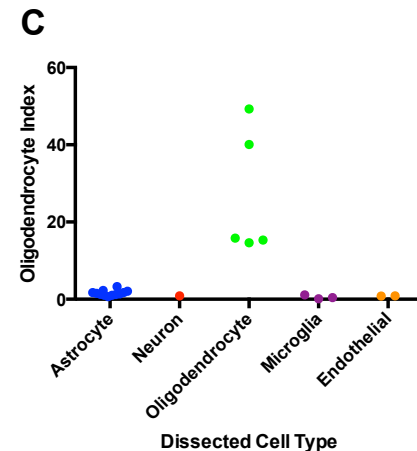 C
Oligodendrocyte Index
60
40
20
0
Astrocyte
Neuron
Oligodendrocyte
Microglia
Endothelial
Dissected Cell Type